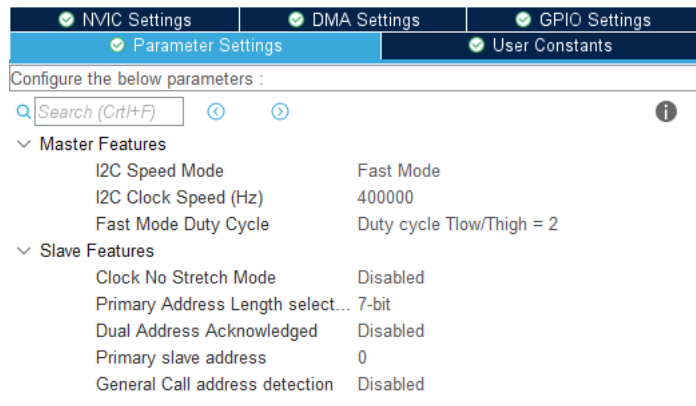 NVIC Settings DMA Settings GPIO Settings
Parameter Settings User Constants
Configure the below parameters :
Search (Crtl+F)
Master Features
I2C Speed Mode Fast Mode
I2C Clock Speed (Hz) 400000
Fast Mode Duty Cycle Duty cycle Tlow/Thigh = 2
Slave Features
Clock No Stretch Mode Disabled
Primary Address Length select... 7-bit
Dual Address Acknowledged Disabled
Primary slave address 0
General Call address detection Disabled